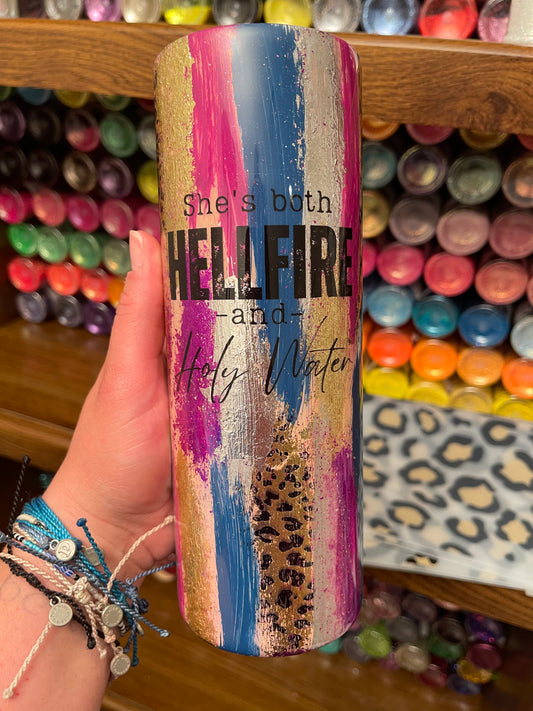 She's both
HELLFIRE
-and-
Holy Water